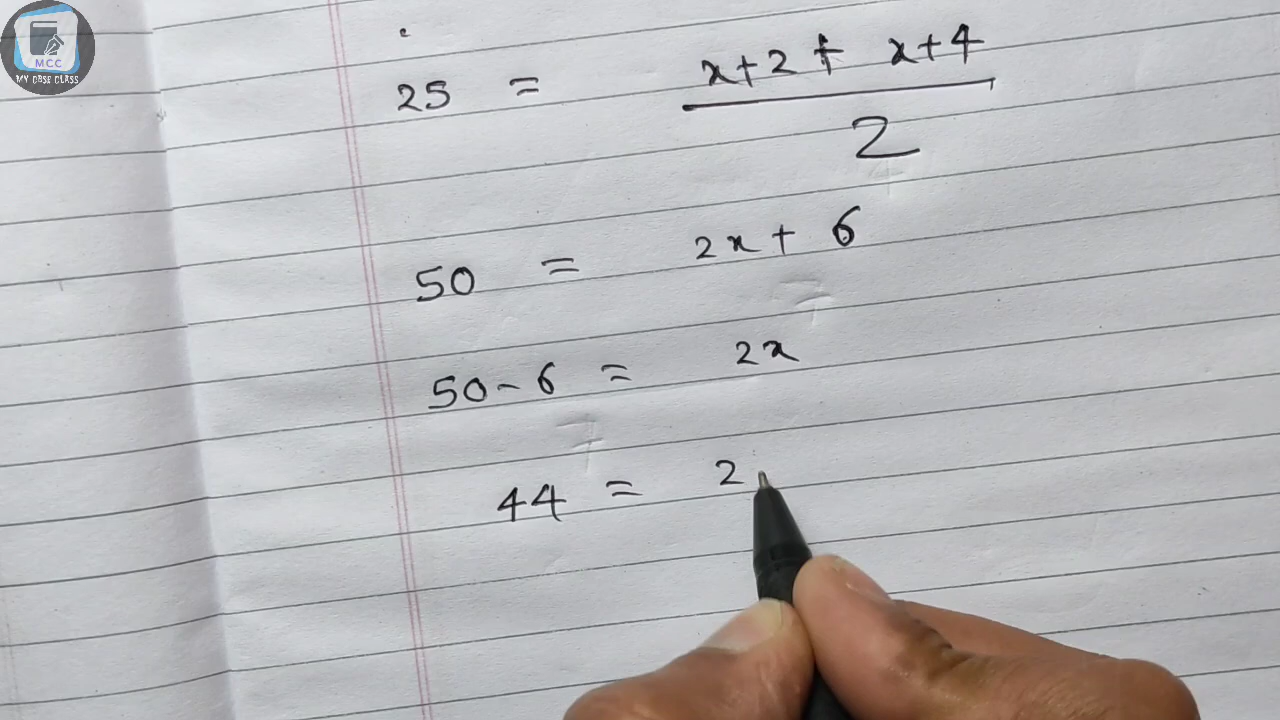 MCC
MY CBSE CLASS
25 = x+2 + x+4
2
50 = 2x + 6
50 - 6 = 2x
44 = 2